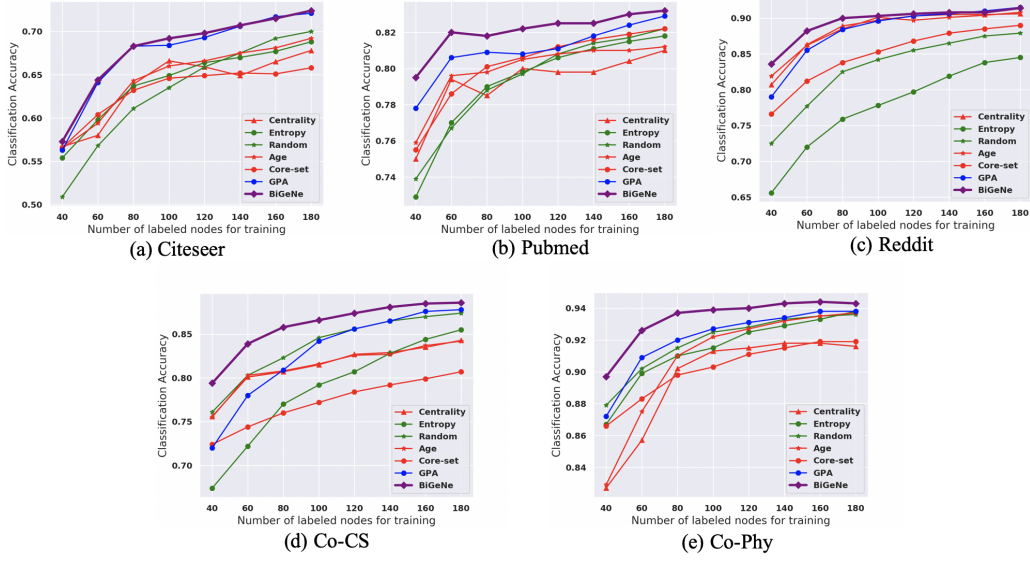 Classification Accuracy
0.70
0.65
0.60
0.55
0.50
40 60 80 100 120 140 160 180
Number of labeled nodes for training
Centrality
Entropy
Random
Age
Core-set
GPA
BiGeNe
(a) Citeseer
Classification Accuracy
0.82
0.80
0.78
0.76
0.74
40 60 80 100 120 140 160 180
Number of labeled nodes for training
Centrality
Entropy
Random
Age
Core-set
GPA
BiGeNe
(b) Pubmed
Classification Accuracy
0.90
0.85
0.80
0.75
0.70
0.65
40 60 80 100 120 140 160 180
Number of labeled nodes for training
Centrality
Entropy
Random
Age
Core-set
GPA
BiGeNe
(c) Reddit
Classification Accuracy
0.85
0.80
0.75
0.70
40 60 80 100 120 140 160 180
Number of labeled nodes for training
Centrality
Entropy
Random
Age
Core-set
GPA
BiGeNe
(d) Co-CS
Classification Accuracy
0.94
0.92
0.90
0.88
0.86
0.84
40 60 80 100 120 140 160 180
Number of labeled nodes for training
Centrality
Entropy
Random
Age
Core-set
GPA
BiGeNe
(e) Co-Phy